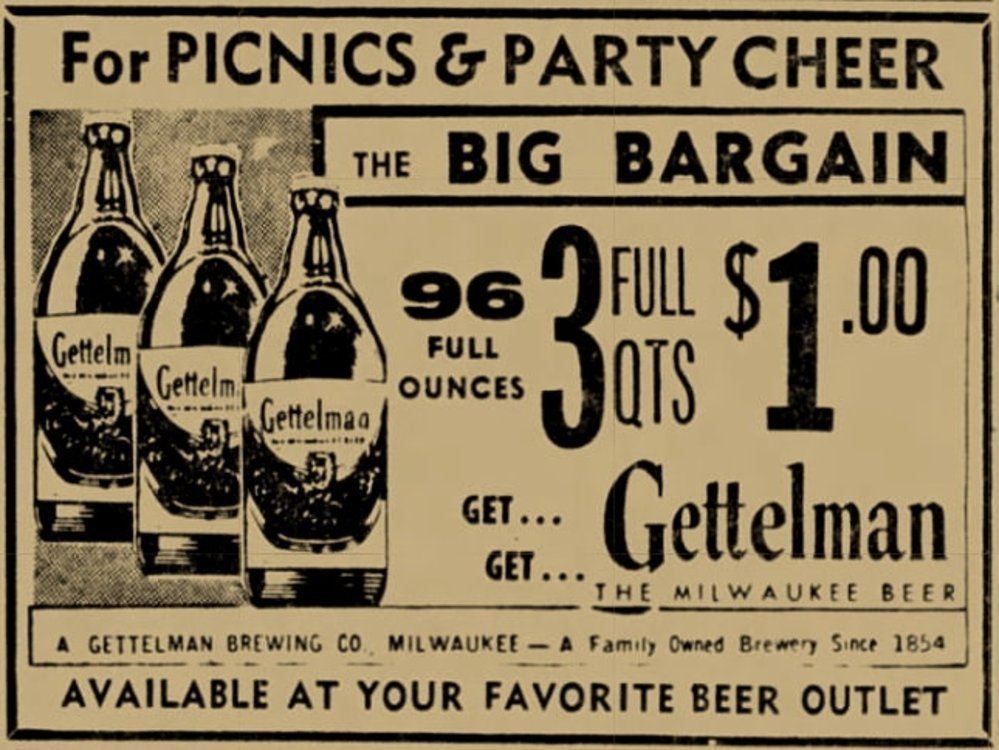 For PICNICS & PARTY CHEER
THE BIG BARGAIN
96
FULL
OUNCES
3 FULL
QTS
$1.00
Gettelm
Gettelm
Gettelman
GET...
GET...
Gettelman
THE MILWAUKEE BEER
A GETTELMAN BREWING CO., MILWAUKEE — A Family Owned Brewery Since 1854
AVAILABLE AT YOUR FAVORITE BEER OUTLET